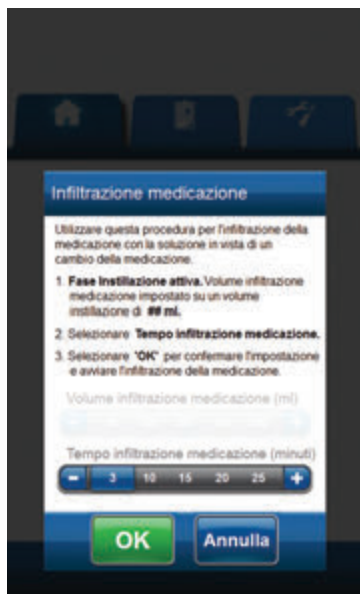 Infiltrazione medicazione
Utilizzare questa procedura per l'infiltrazione della
medicazione con la soluzione in vista di un
cambio della medicazione.
1. Fase Instillazione attiva. Volume infiltrazione
medicazione impostato su un volume
instillazione di ## ml.
2. Selezionare Tempo infiltrazione medicazione.
3. Selezionare "OK" per confermare l'impostazione
e avviare l'infiltrazione della medicazione.
Volume infiltrazione medicazione (ml)
Tempo infiltrazione medicazione (minuti)
- 3 10 15 20 25 +
OK Annulla